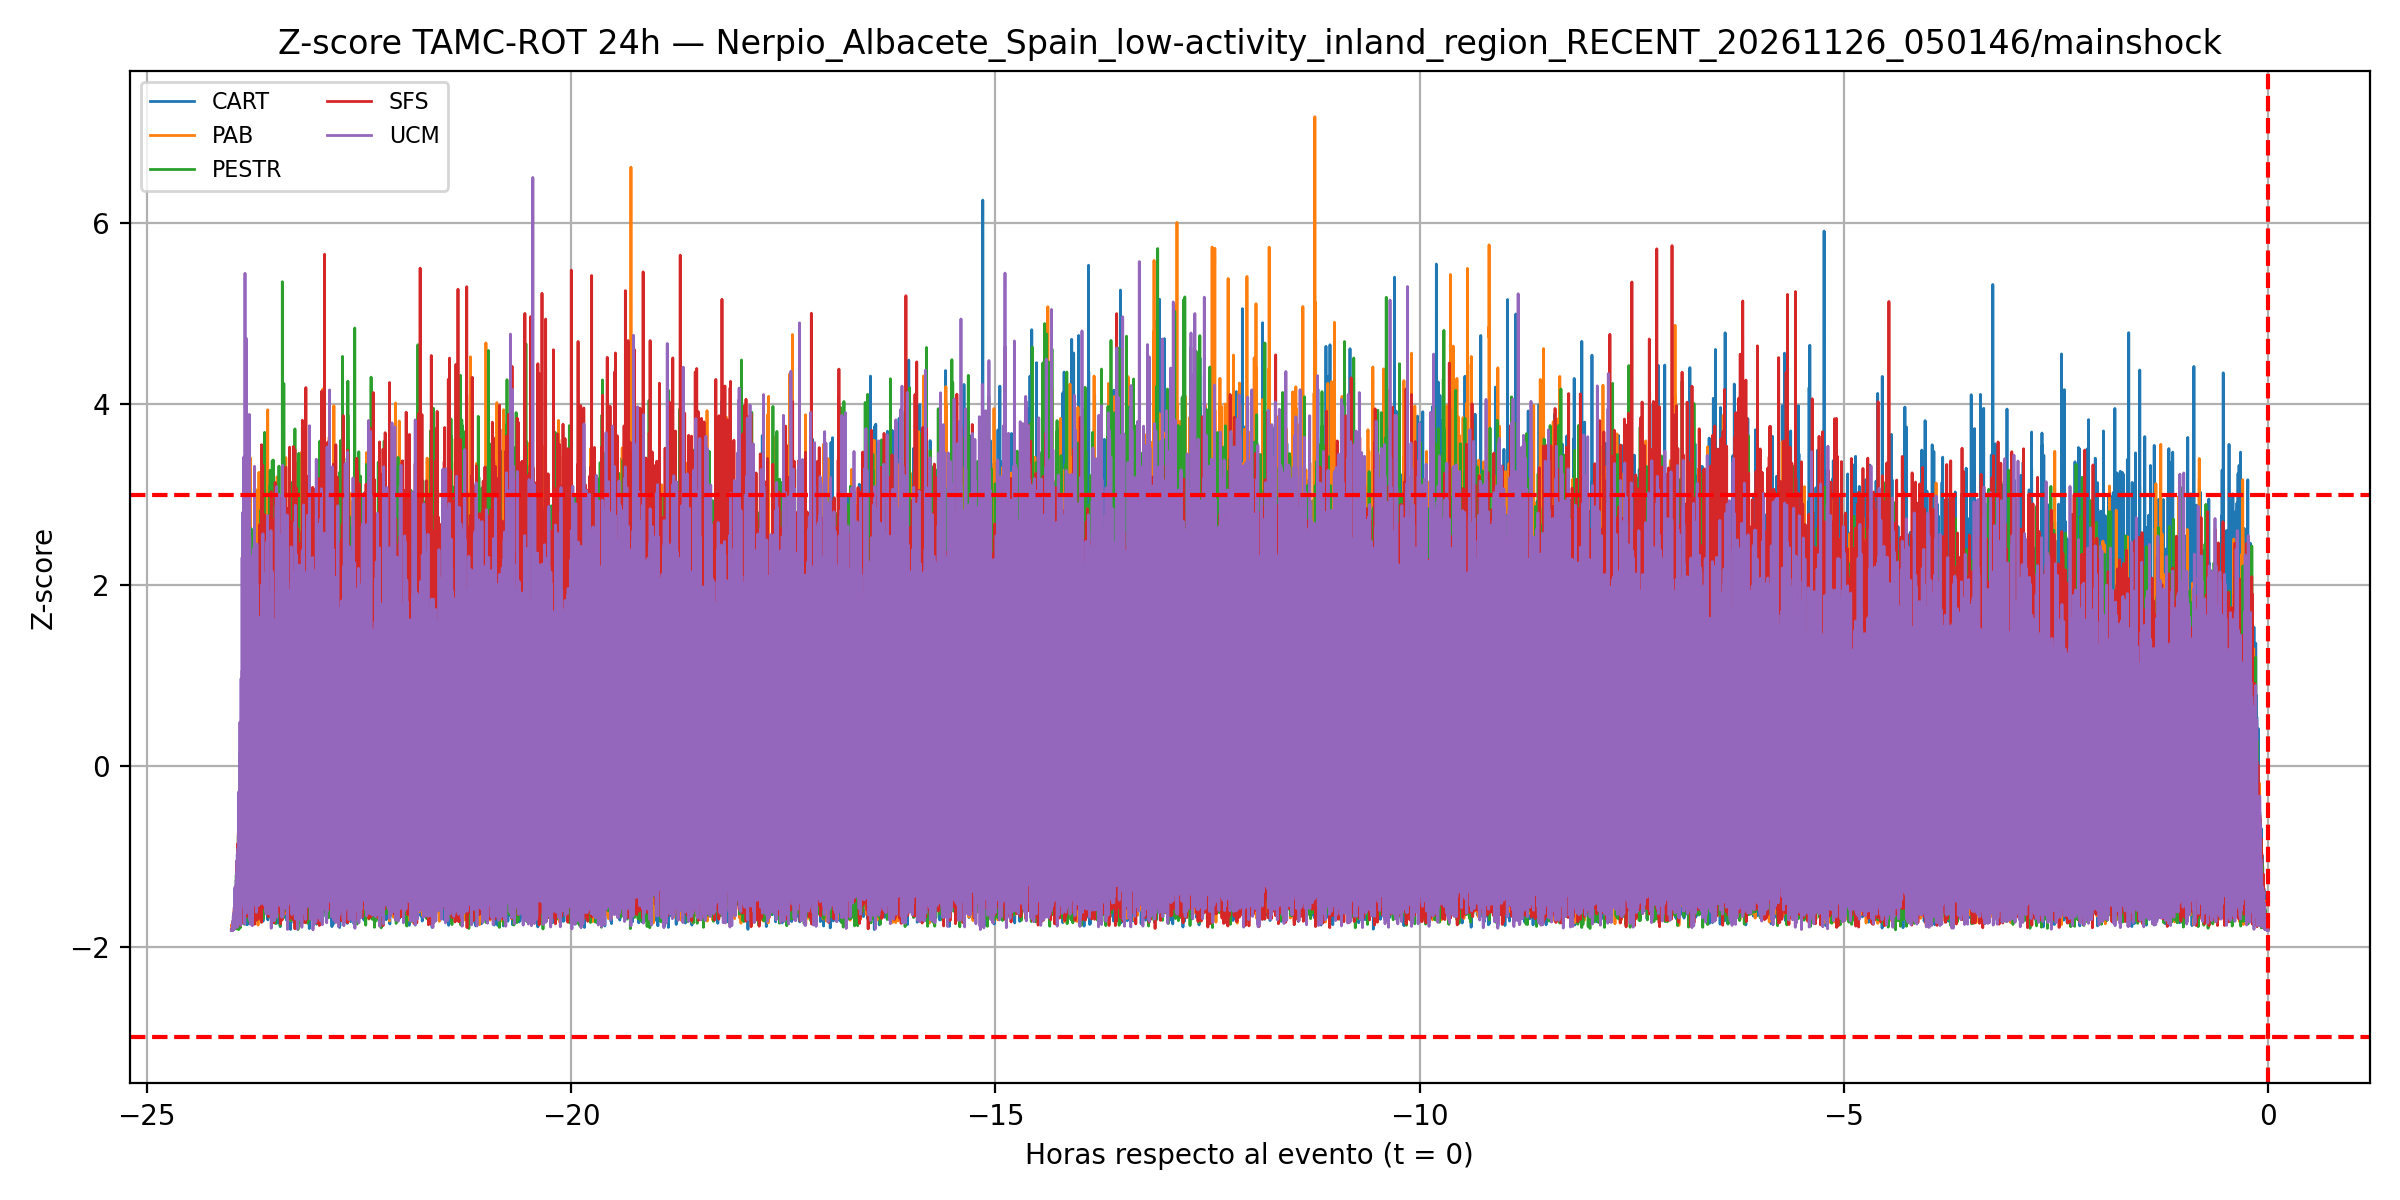 Z-score TAMC-ROT 24h — Nerpio_Albacete_Spain_low-activity_inland_region_RECENT_20261126_050146/mainshock
CART
PAB
PESTR
SFS
UCM
Z-score
6
4
2
0
−2
−25
−20
−15
−10
−5
0
Horas respecto al evento (t = 0)